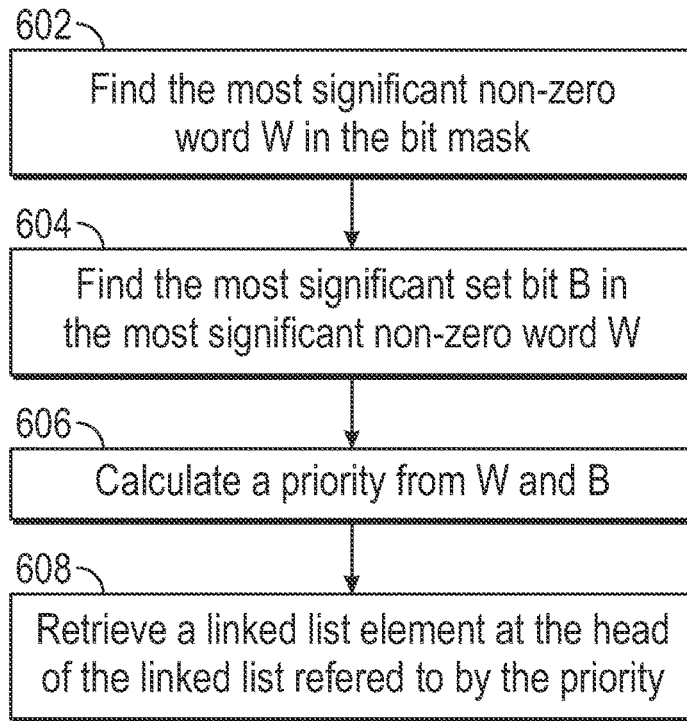 602
Find the most significant non-zero
word W in the bit mask
604
Find the most significant set bit B in
the most significant non-zero word W
606
Calculate a priority from W and B
608
Retrieve a linked list element at the head
of the linked list refered to by the priority